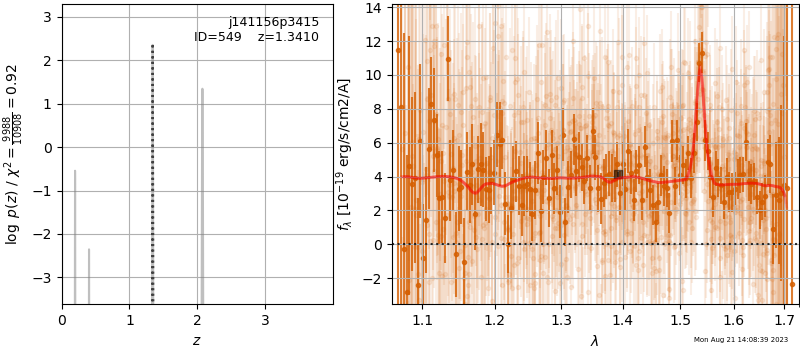 j141156p3415
ID=549 z=1.3410
log p(z) / χ² = 9988/10908 = 0.92
3
2
1
0
−1
−2
−3
0 1 2 3
z
f_λ [10⁻¹⁹ erg/s/cm2/A]
14
12
10
8
6
4
2
0
−2
1.1 1.2 1.3 1.4 1.5 1.6 1.7
λ
Mon Aug 21 14:08:39 2023